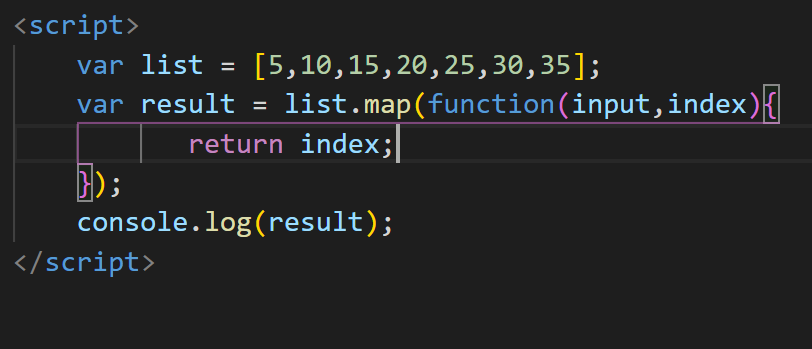 <script>
var list = [5,10,15,20,25,30,35];
var result = list.map(function(input,index){
return index;
});
console.log(result);
</script>